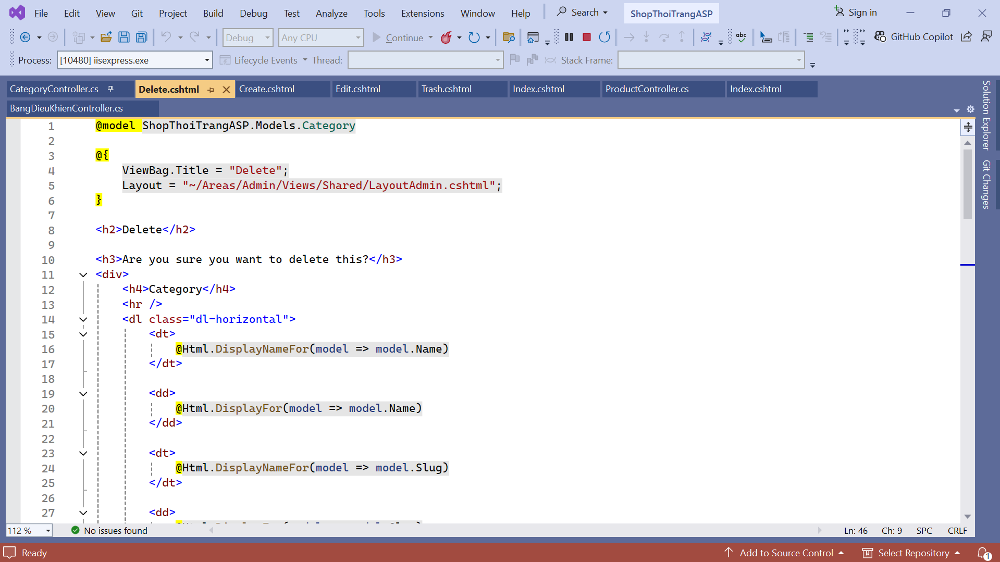 File Edit View Git Project Build Debug Test Analyze Tools Extensions Window Help Search ShopThoiTrangASP Sign in
Debug Any CPU Continue abc GitHub Copilot
Process: [10480] iisexpress.exe Lifecycle Events Thread: Stack Frame:
CategoryController.cs Delete.cshtml Create.cshtml Edit.cshtml Trash.cshtml Index.cshtml ProductController.cs Index.cshtml
BangDieuKhienController.cs
Solution Explorer
Git Changes
1 @model ShopThoiTrangASP.Models.Category
2
3 @{
4 ViewBag.Title = "Delete";
5 Layout = "~/Areas/Admin/Views/Shared/LayoutAdmin.cshtml";
6 }
7
8 <h2>Delete</h2>
9
10 <h3>Are you sure you want to delete this?</h3>
11 <div>
12 <h4>Category</h4>
13 <hr />
14 <dl class="dl-horizontal">
15 <dt>
16 @Html.DisplayNameFor(model => model.Name)
17 </dt>
18
19 <dd>
20 @Html.DisplayFor(model => model.Name)
21 </dd>
22
23 <dt>
24 @Html.DisplayNameFor(model => model.Slug)
25 </dt>
26
27 <dd>
112 % No issues found Ln: 46 Ch: 9 SPC CRLF
Ready Add to Source Control Select Repository 1